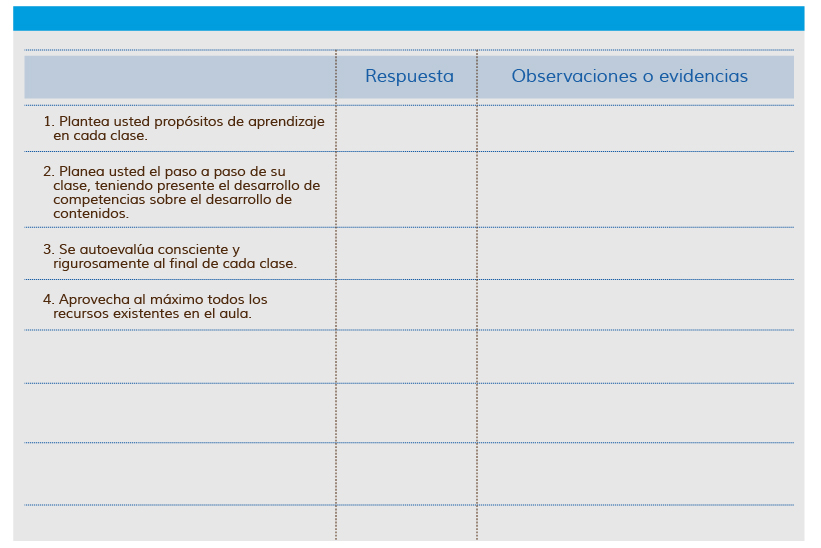 Respuesta Observaciones o evidencias
1. Plantea usted propósitos de aprendizaje
en cada clase.
2. Planea usted el paso a paso de su
clase, teniendo presente el desarrollo de
competencias sobre el desarrollo de
contenidos.
3. Se autoevalúa consciente y
rigurosamente al final de cada clase.
4. Aprovecha al máximo todos los
recursos existentes en el aula.